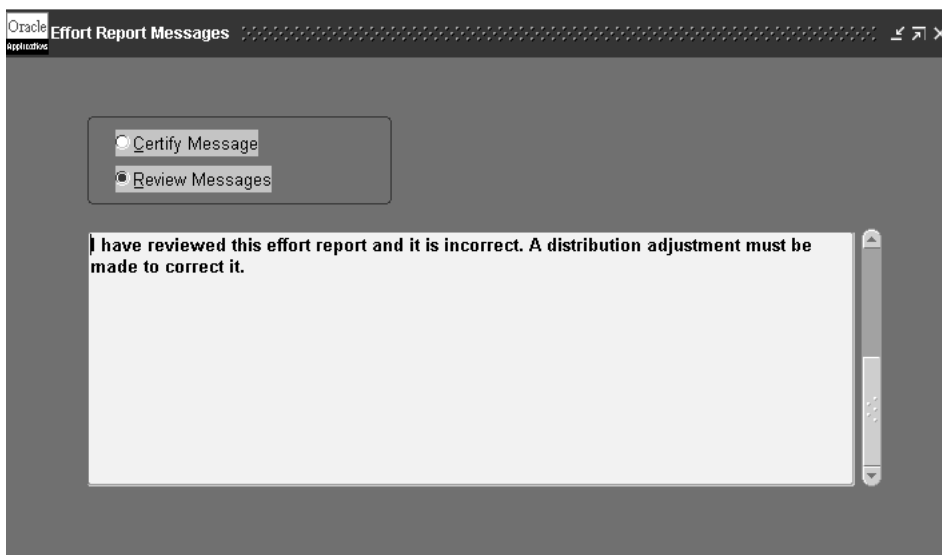 Oracle
Applications
Effort Report Messages
Certify Message
Review Messages
I have reviewed this effort report and it is incorrect. A distribution adjustment must be
made to correct it.